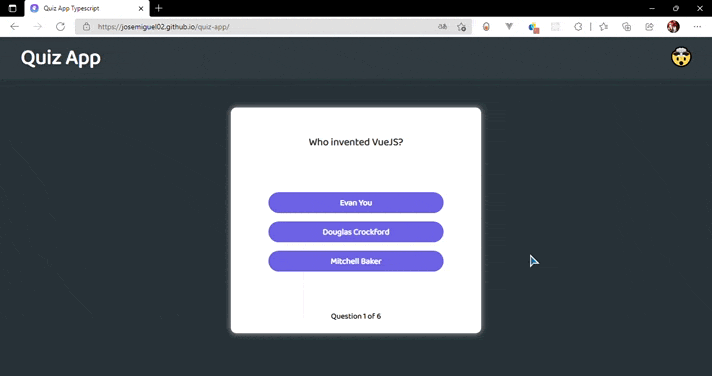 Quiz App Typescript
https://josemiguel02.github.io/quiz-app/
Quiz App
Who invented VueJS?
Evan You
Douglas Crockford
Mitchell Baker
Question 1 of 6